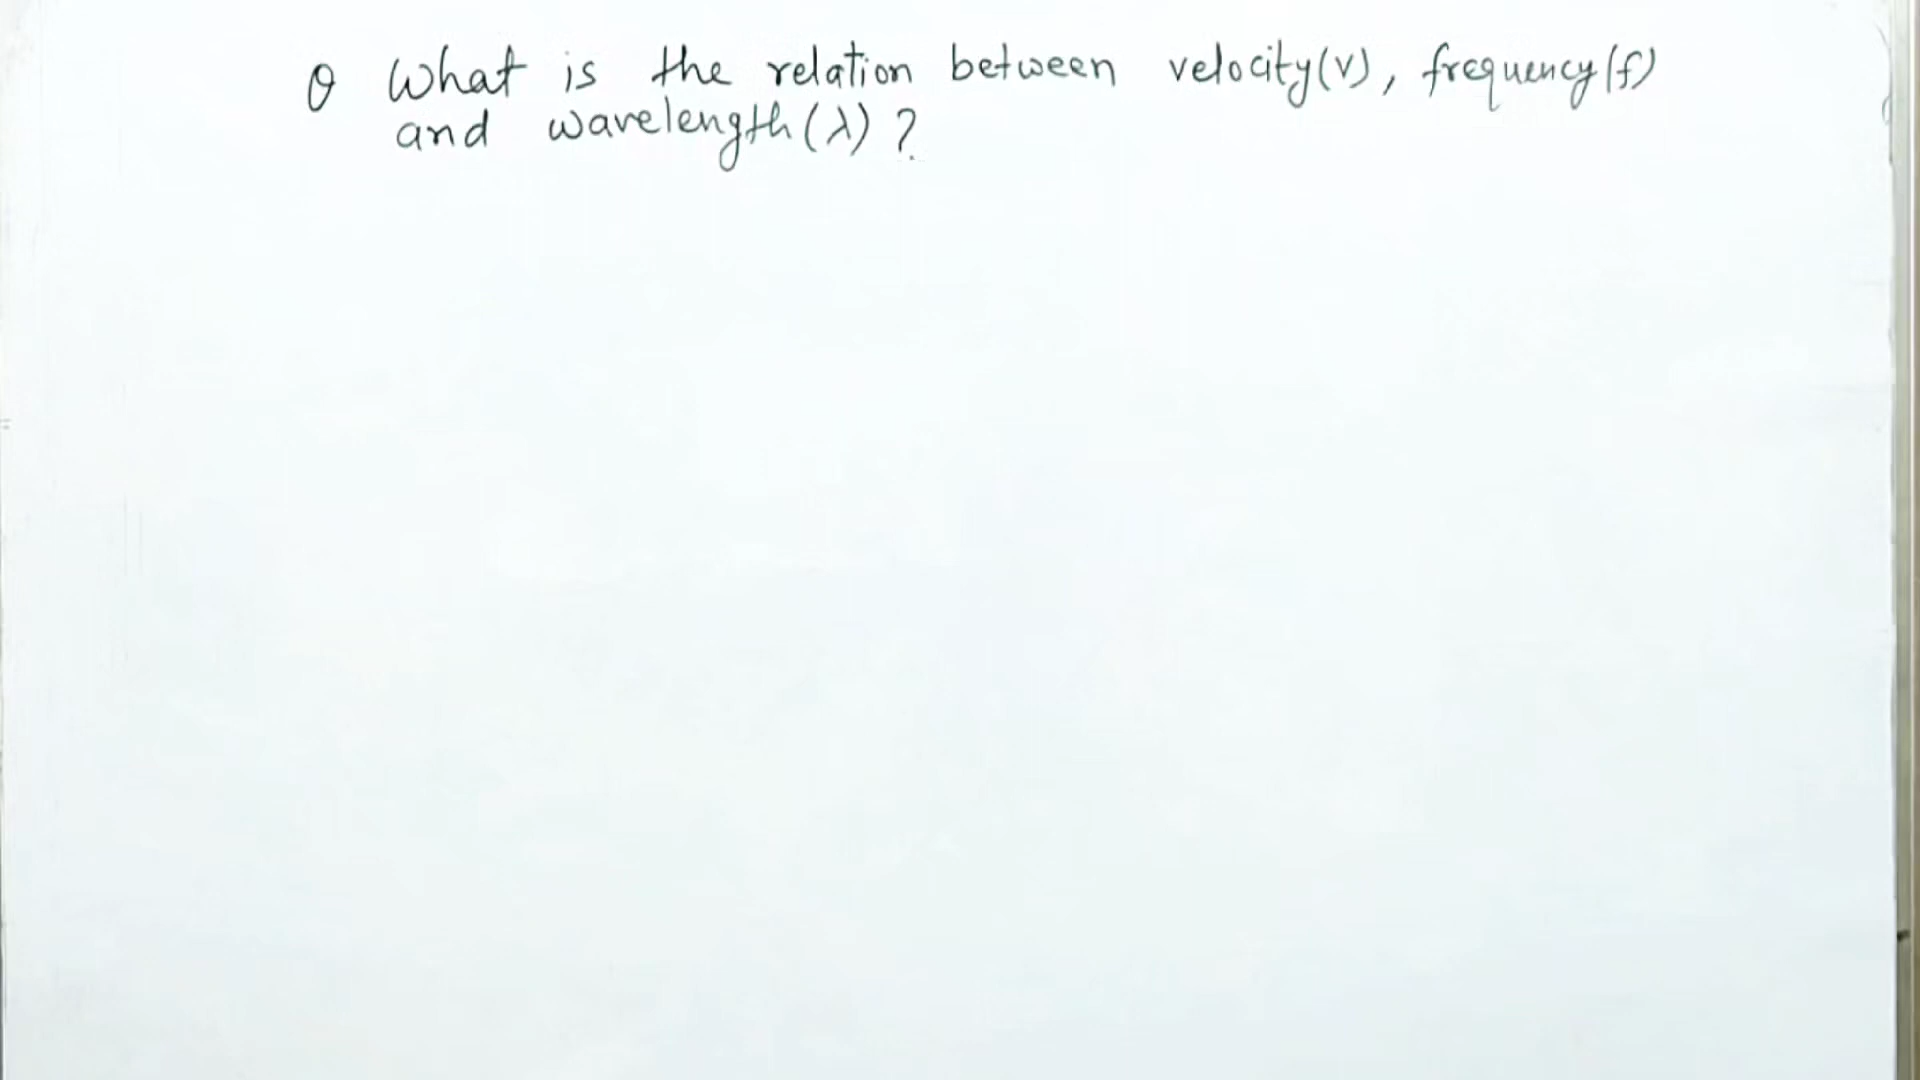 Q What is the relation between velocity(v), frequency(f)
and wavelength(λ)?